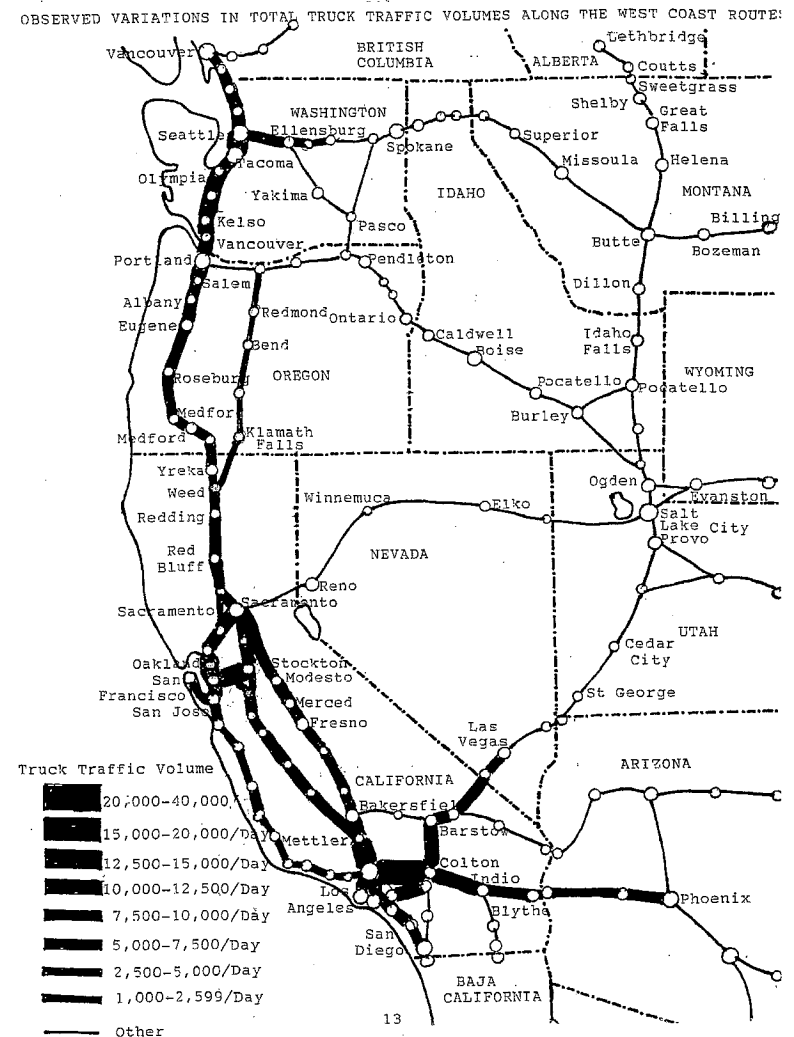 OBSERVED VARIATIONS IN TOTAL TRUCK TRAFFIC VOLUMES ALONG THE WEST COAST ROUTES
Vancouver
BRITISH
COLUMBIA
ALBERTA
Lethbridge
Coutts
Sweetgrass
Shelby
Great
Falls
WASHINGTON
Seattle
Ellensburg
Spokane
Superior
Tacoma
Missoula
Helena
Olympia
Yakima
IDAHO
MONTANA
Kelso
Pasco
Billing
Vancouver
Butte
Bozeman
Portland
Pendleton
Salem
Dillon
Albany
Redmond
Ontario
Eugene
Caldwell
Idaho
Falls
Bend
Boise
Roseburg
OREGON
Pocatello
Pocatello
WYOMING
Medford
Burley
Medford
Klamath
Falls
Yreka
Weed
Ogden
Evanston
Winnemuca
Elko
Redding
Salt
Lake City
Provo
Red
Bluff
NEVADA
Reno
Sacramento
Sacramanto
UTAH
Oakland
Stockton
Cedar
City
San
Francisco
Modesto
San Jose
Merced
St George
Fresno
Las
Vegas
Truck Traffic Volume
ARIZONA
CALIFORNIA
20,000-40,000
Bakersfiel
15,000-20,000/Day
Barstow
Mettler
12,500-15,000/Day
Colton
10,000-12,500/Day
Indio
Los
Angeles
Phoenix
7,500-10,000/Day
Blythe
5,000-7,500/Day
San
Diego
2,500-5,000/Day
BAJA
CALIFORNIA
1,000-2,599/Day
13
Other